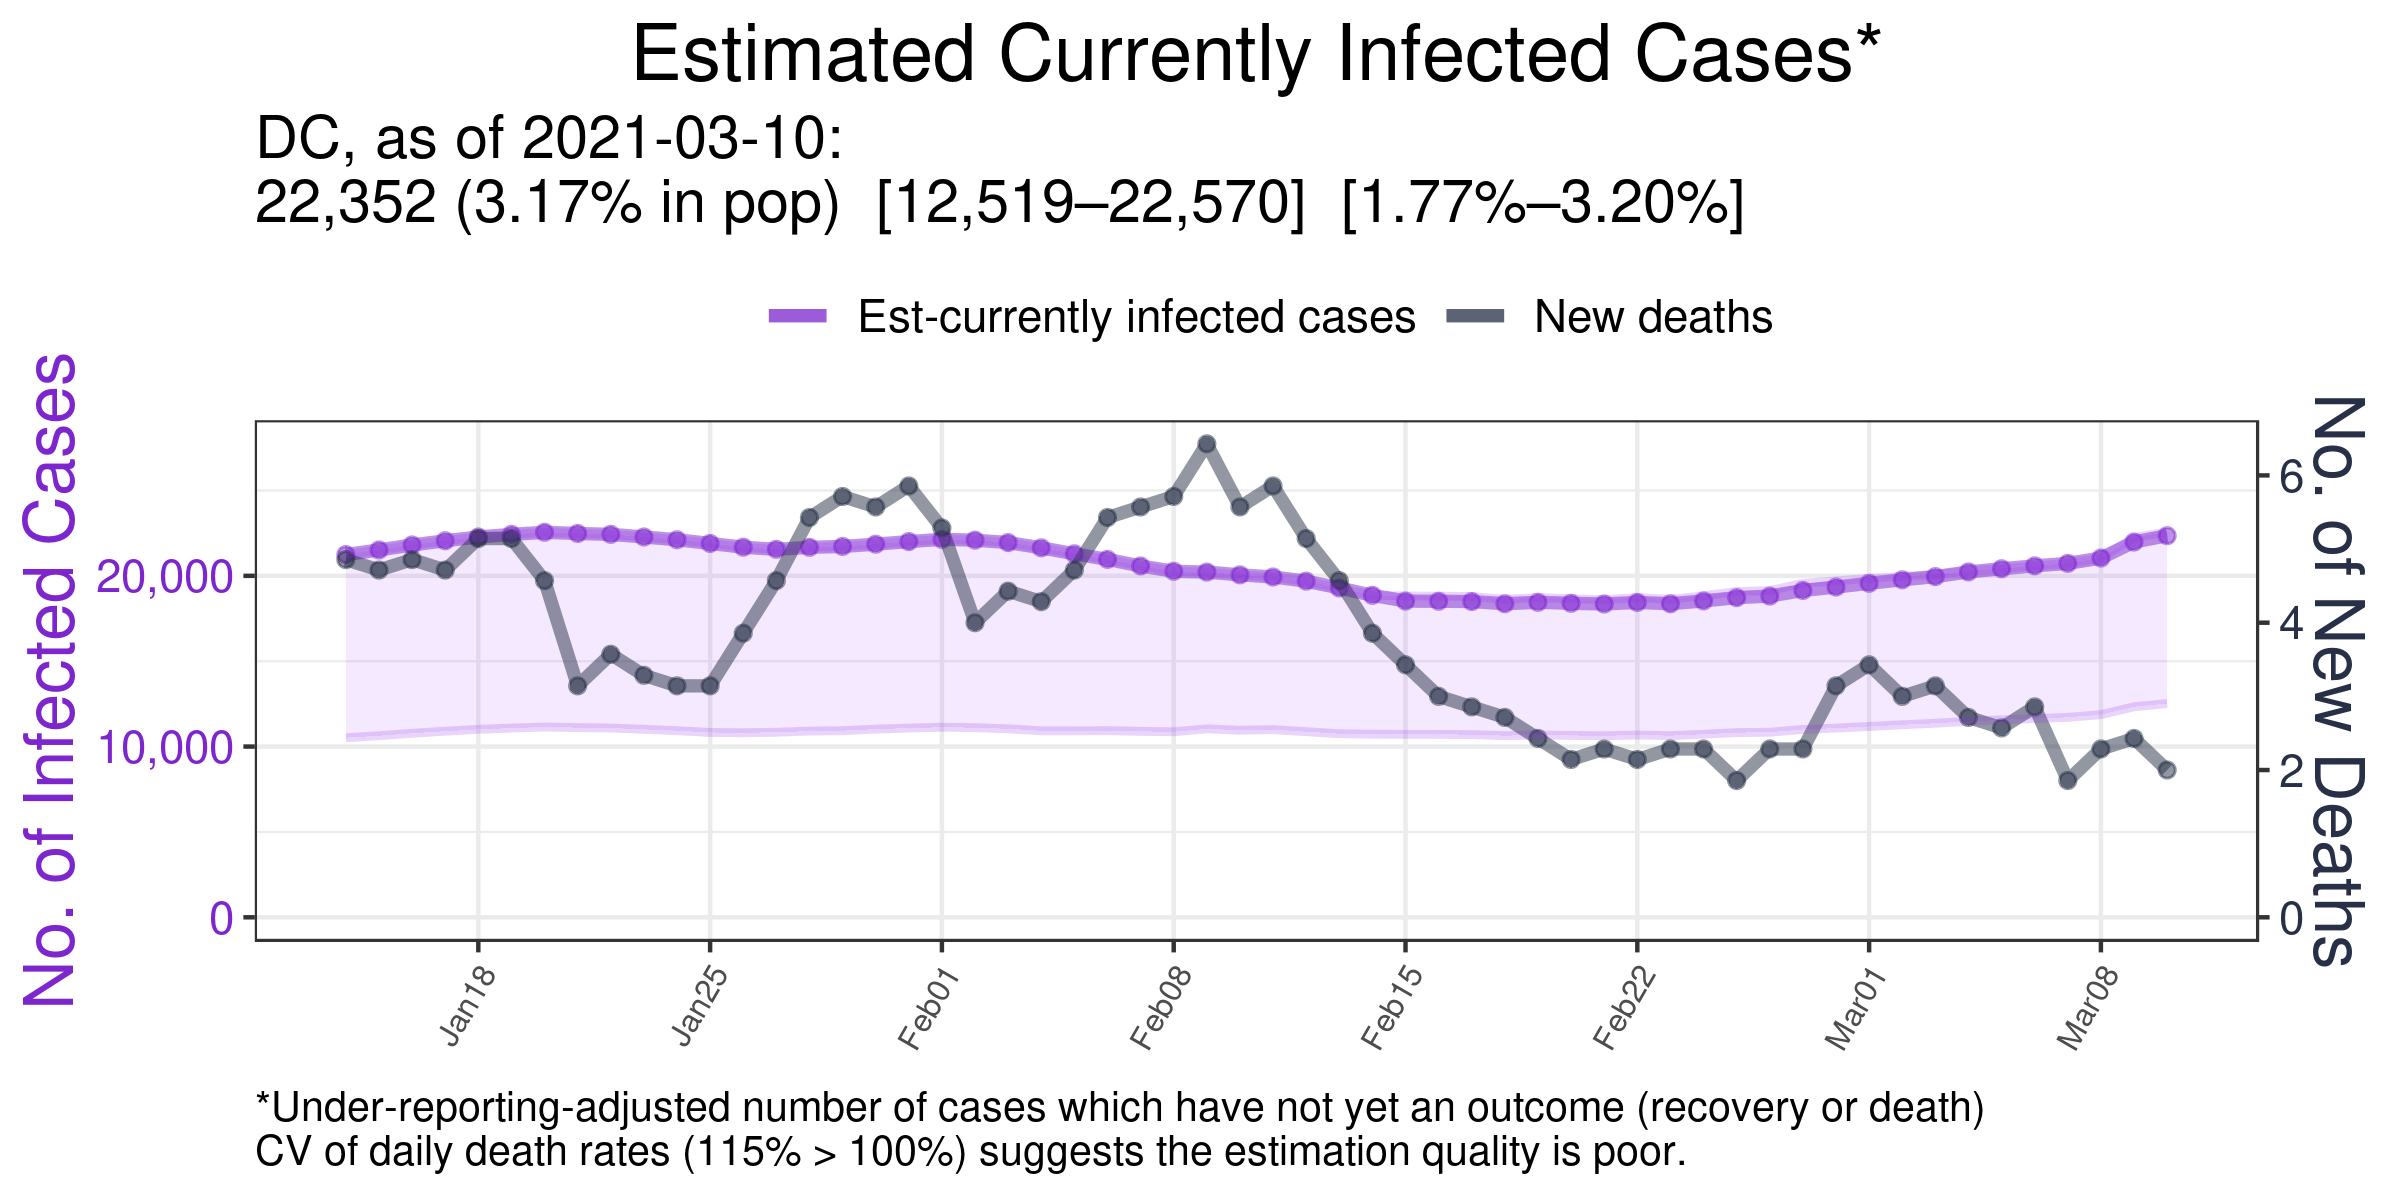 Estimated Currently Infected Cases*
DC, as of 2021-03-10:
22,352 (3.17% in pop)  [12,519–22,570]  [1.77%–3.20%]
Est-currently infected cases
New deaths
No. of Infected Cases
20,000
10,000
0
6
4
2
0
No. of New Deaths
Jan18
Jan25
Feb01
Feb08
Feb15
Feb22
Mar01
Mar08
*Under-reporting-adjusted number of cases which have not yet an outcome (recovery or death)
CV of daily death rates (115% > 100%) suggests the estimation quality is poor.